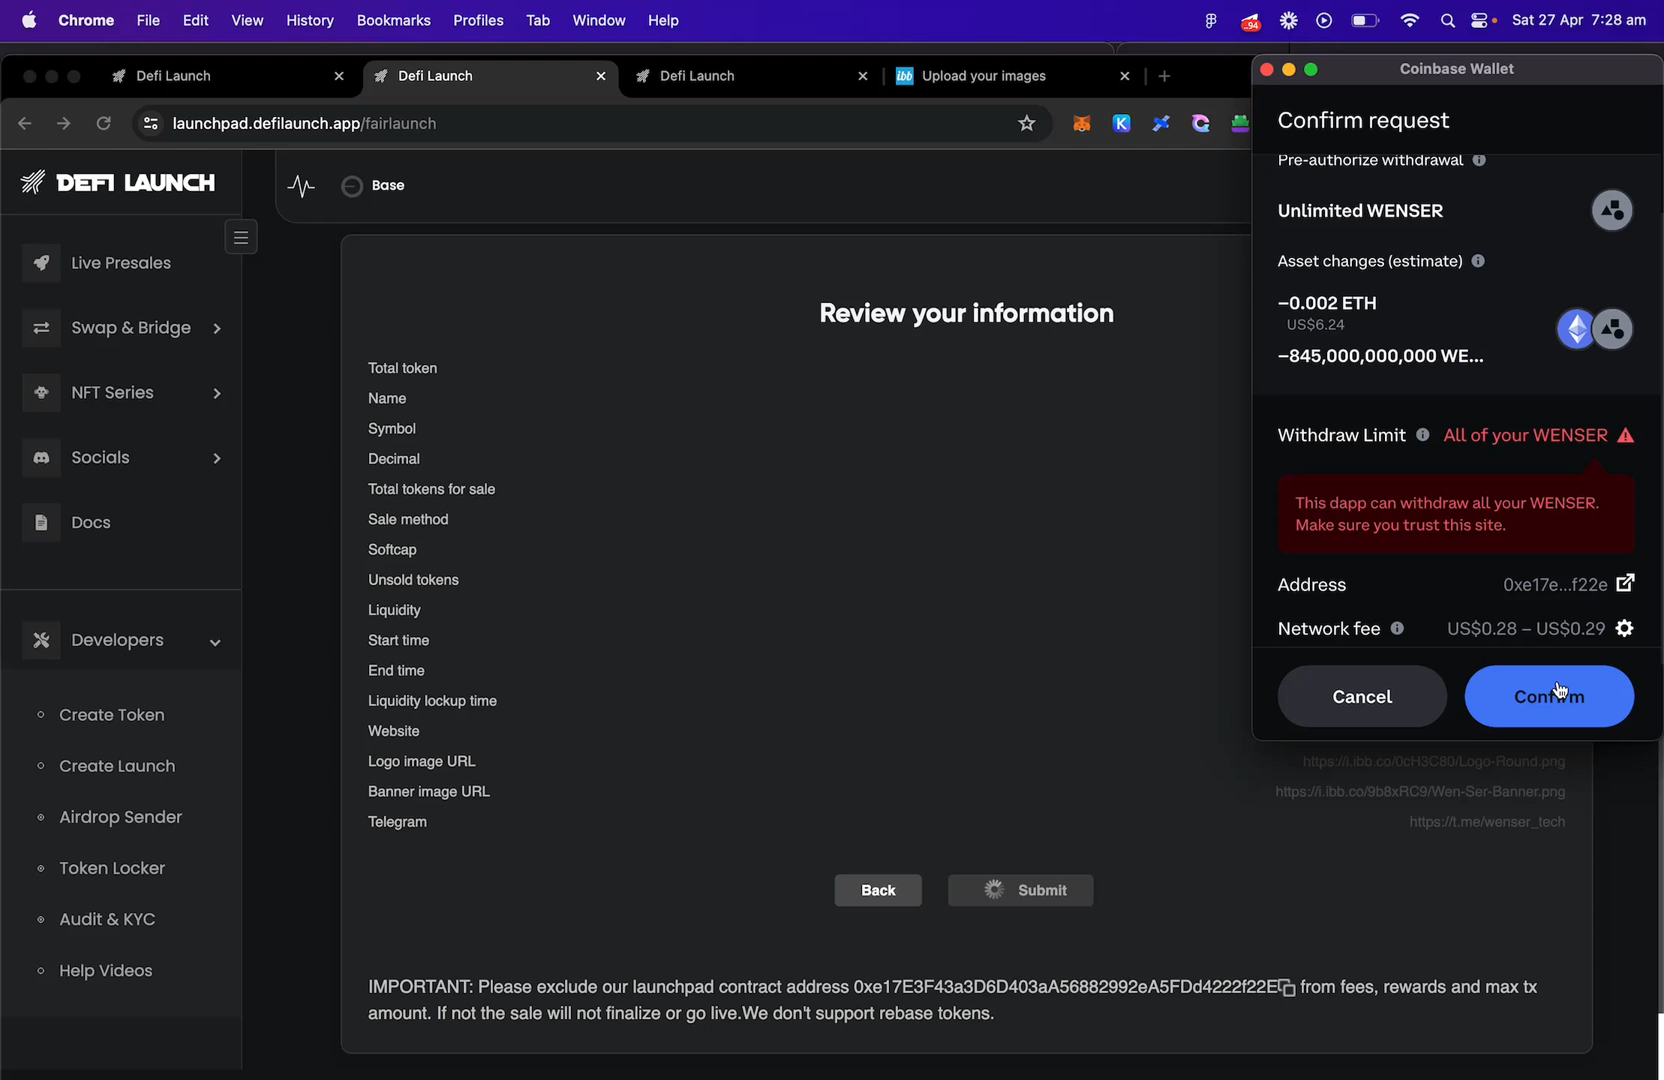 Chrome File Edit View History Bookmarks Profiles Tab Window Help
94
Sat 27 Apr 7:28 am
Defi Launch
Defi Launch
Defi Launch
ibb Upload your images
launchpad.defilaunch.app/fairlaunch
DEFI LAUNCH
Base
Live Presales
Swap & Bridge
NFT Series
Socials
Docs
Developers
Create Token
Create Launch
Airdrop Sender
Token Locker
Audit & KYC
Help Videos
Review your information
Total token
Name
Symbol
Decimal
Total tokens for sale
Sale method
Softcap
Unsold tokens
Liquidity
Start time
End time
Liquidity lockup time
Website
Logo image URL https://i.ibb.co/0cH3C80/Logo-Round.png
Banner image URL https://i.ibb.co/9b8xRC9/Wen-Ser-Banner.png
Telegram https://t.me/wenser_tech
Back Submit
IMPORTANT: Please exclude our launchpad contract address 0xe17E3F43a3D6D403aA56882992eA5FDd4222f22E from fees, rewards and max tx
amount. If not the sale will not finalize or go live.We don't support rebase tokens.
Coinbase Wallet
Confirm request
Pre-authorize withdrawal
Unlimited WENSER
Asset changes (estimate)
−0.002 ETH
US$6.24
−845,000,000,000 WE...
Withdraw Limit All of your WENSER
This dapp can withdraw all your WENSER.
Make sure you trust this site.
Address 0xe17e...f22e
Network fee US$0.28 – US$0.29
Cancel Confirm